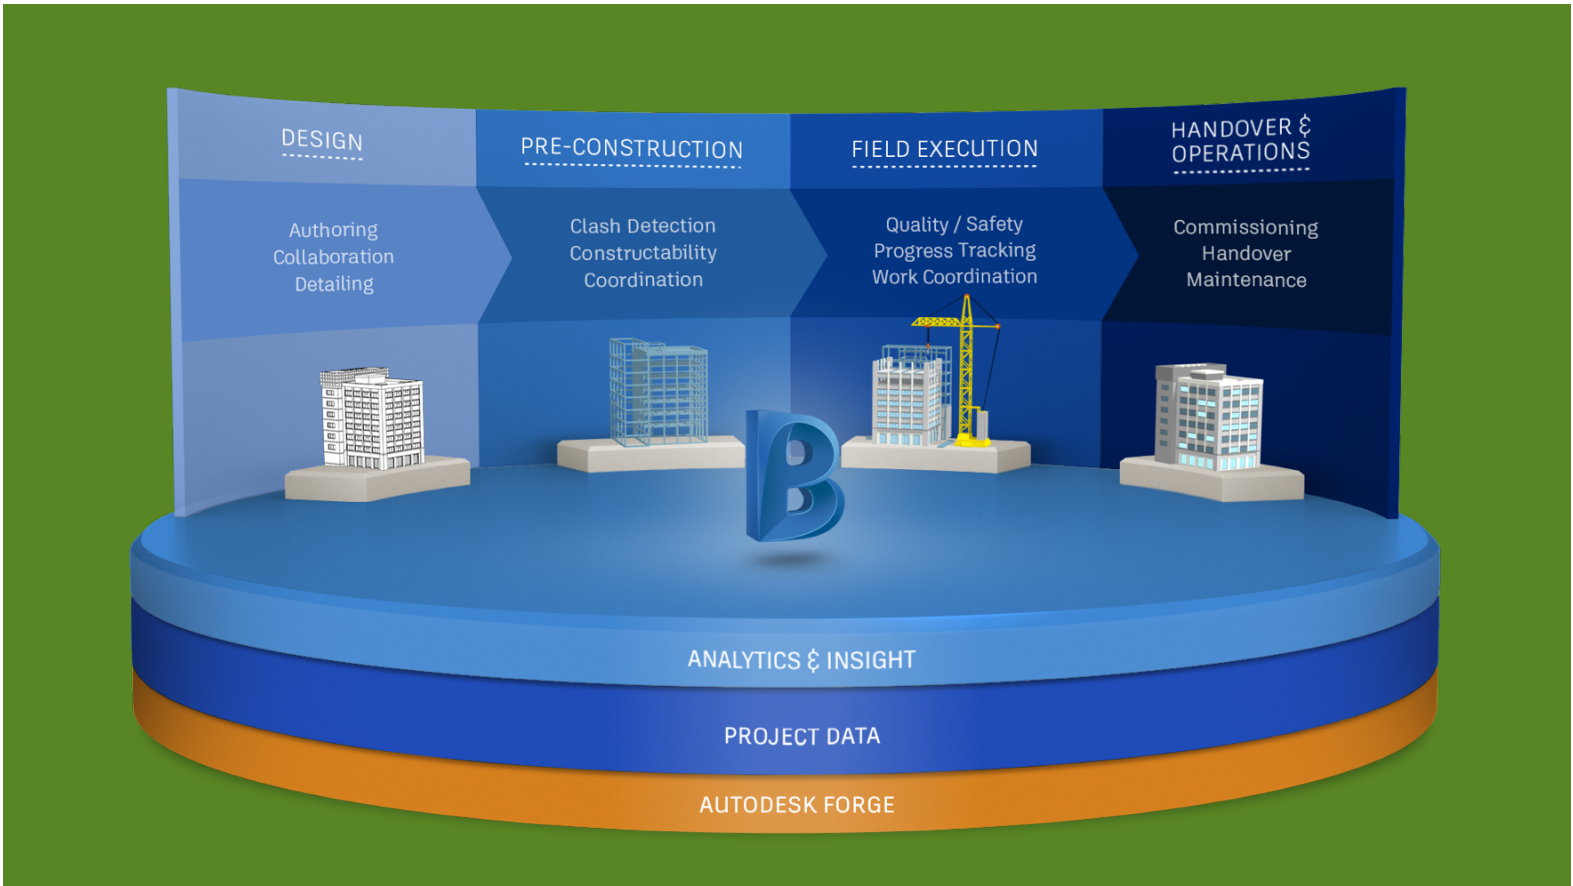 DESIGN
Authoring
Collaboration
Detailing
PRE-CONSTRUCTION
Clash Detection
Constructability
Coordination
FIELD EXECUTION
Quality / Safety
Progress Tracking
Work Coordination
HANDOVER &
OPERATIONS
Commissioning
Handover
Maintenance
B
ANALYTICS & INSIGHT
PROJECT DATA
AUTODESK FORGE